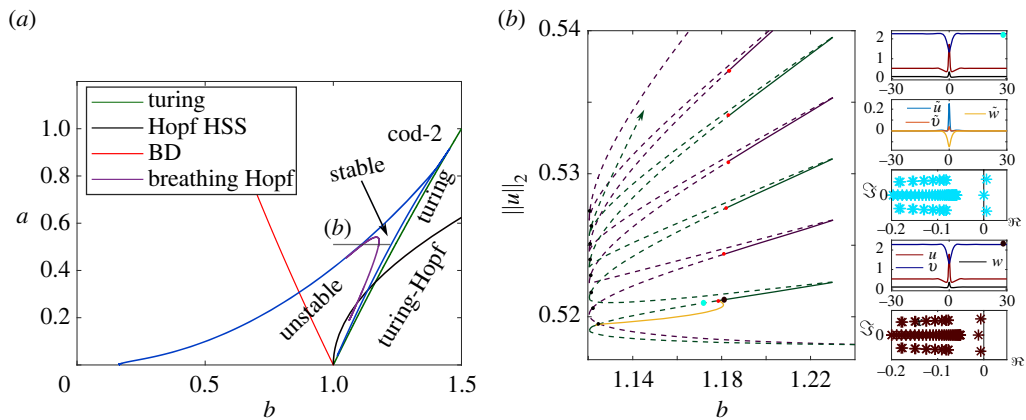 (a)
(b)
turing
Hopf HSS
BD
breathing Hopf
cod-2
stable
turing
(b)
unstable
turing-Hopf
a
1.0
0.8
0.6
0.4
0.2
0
0.5
1.0
1.5
b
0.54
0.53
0.52
||u||₂
1.14
1.18
1.22
b
2
1
0
−30
0
30
0.2
0
ũ
ṽ
w̃
−30
0
30
ℑ
0
−0.2
−0.1
0
ℜ
2
1
0
u
υ
w
−30
0
30
ℑ
0
−0.2
−0.1
0
ℜ